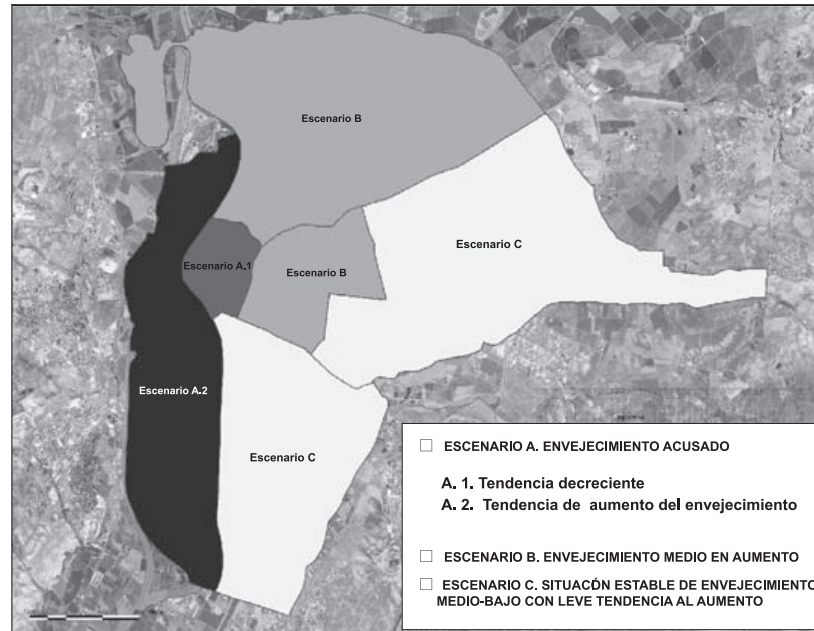 Escenario B
Escenario C
Escenario A.1
Escenario B
Escenario A.2
Escenario C
ESCENARIO A. ENVEJECIMIENTO ACUSADO
A. 1. Tendencia decreciente
A. 2. Tendencia de aumento del envejecimiento
ESCENARIO B. ENVEJECIMIENTO MEDIO EN AUMENTO
ESCENARIO C. SITUACÓN ESTABLE DE ENVEJECIMIENTO
MEDIO-BAJO CON LEVE TENDENCIA AL AUMENTO